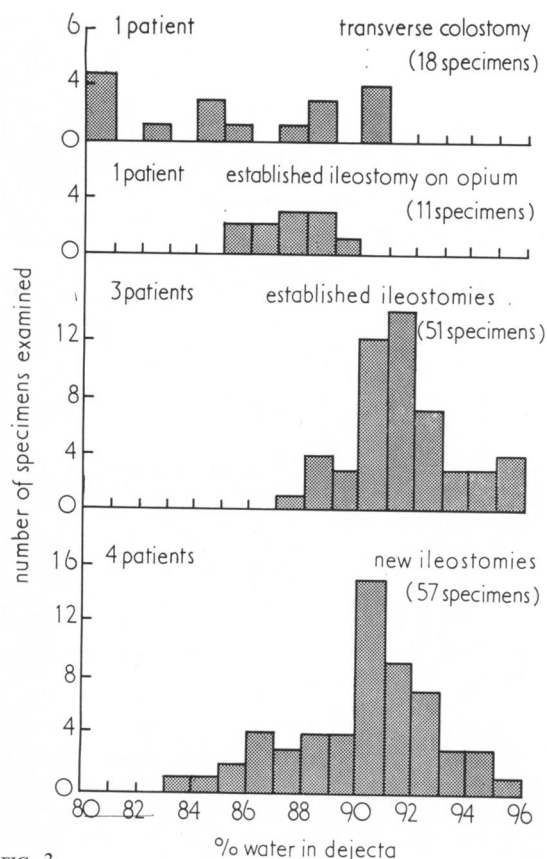 6 1 patient transverse colostomy
(18 specimens)
4
0
1 patient established ileostomy on opium
4 (11 specimens)
0
3 patients established ileostomies
12 (51 specimens)
8
4
0
16 4 patients new ileostomies
(57 specimens)
12
8
4
0
80 82 84 86 88 90 92 94 96
% water in dejecta
number of specimens examined